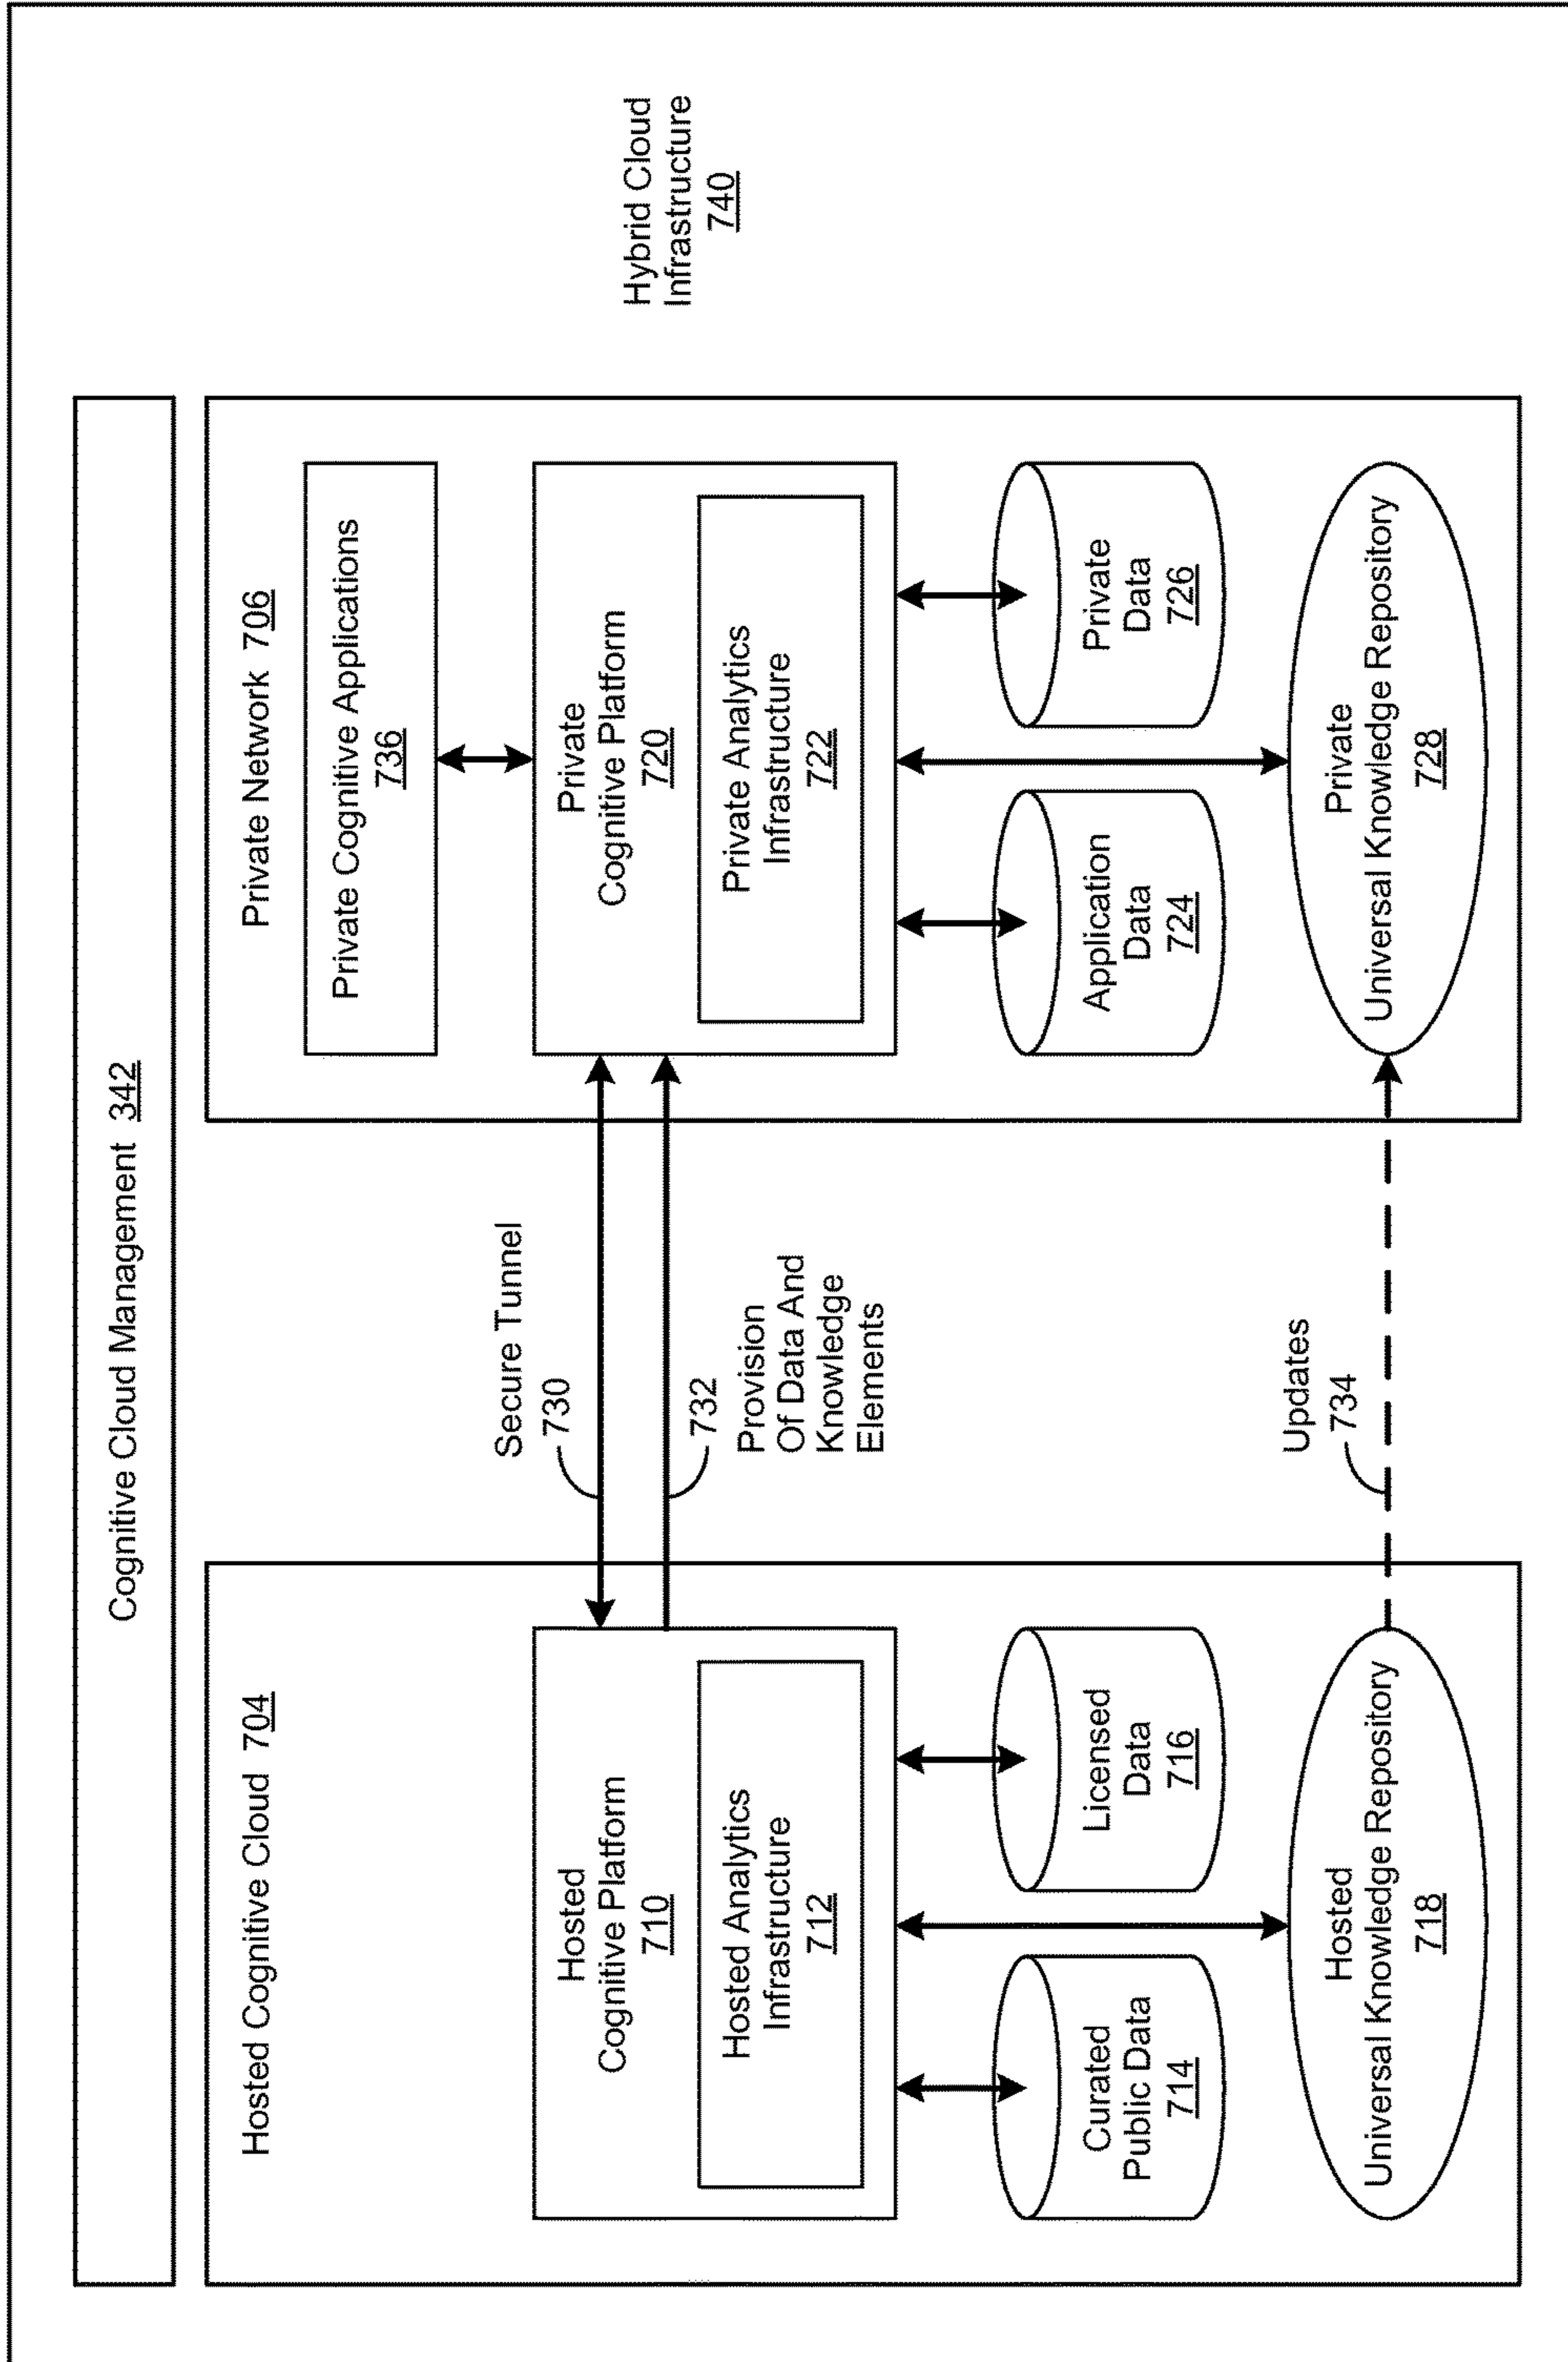 Cognitive Cloud Management 342
Hosted Cognitive Cloud 704
Hosted
Cognitive Platform
710
Hosted Analytics
Infrastructure
712
Curated
Public Data
714
Licensed
Data
716
Hosted
Universal Knowledge Repository
718
Secure Tunnel
730
732
Provision
Of Data And
Knowledge
Elements
Updates
734
Private Network 706
Private Cognitive Applications
736
Private
Cognitive Platform
720
Private Analytics
Infrastructure
722
Application
Data
724
Private
Data
726
Private
Universal Knowledge Repository
728
Hybrid Cloud
Infrastructure
740